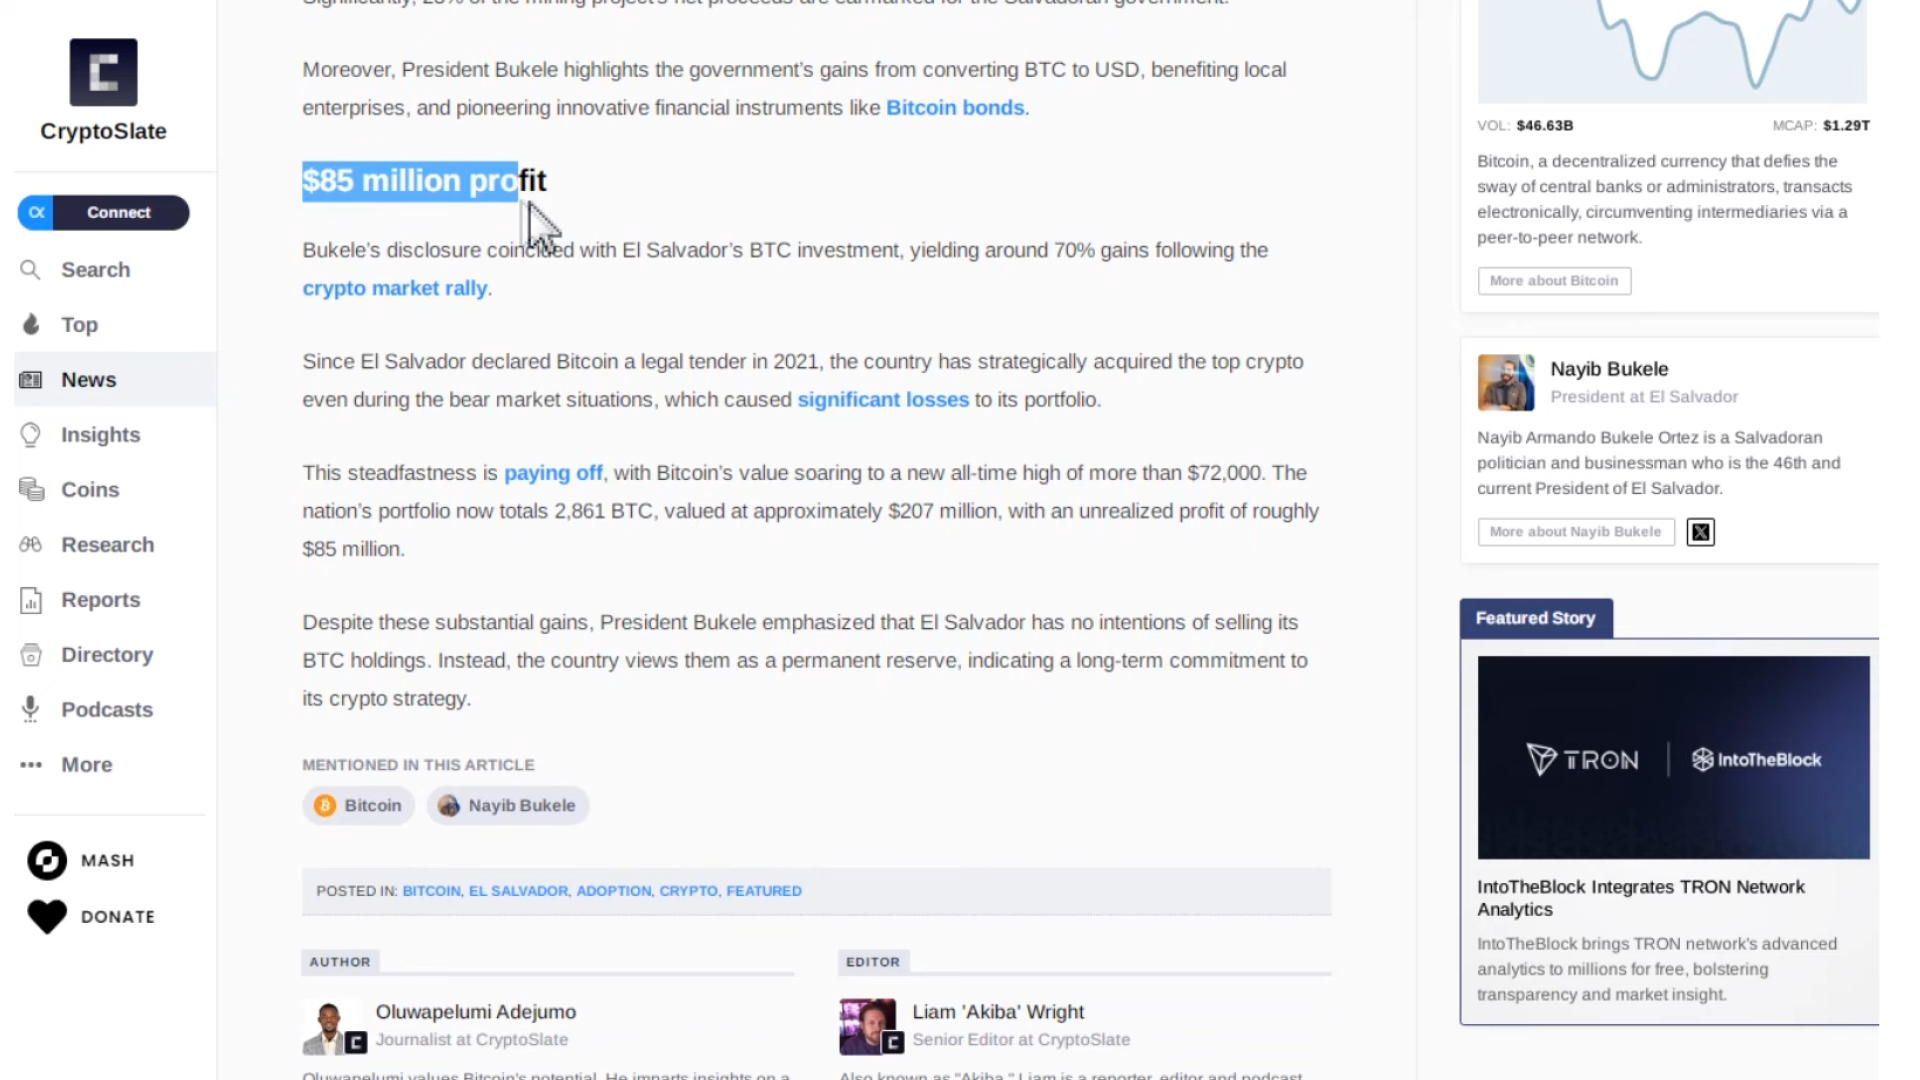 CryptoSlate
Connect
Search
Top
News
Insights
Coins
Research
Reports
Directory
Podcasts
More
MASH
DONATE
Moreover, President Bukele highlights the government’s gains from converting BTC to USD, benefiting local
enterprises, and pioneering innovative financial instruments like Bitcoin bonds.
$85 million profit
Bukele’s disclosure coincided with El Salvador’s BTC investment, yielding around 70% gains following the
crypto market rally.
Since El Salvador declared Bitcoin a legal tender in 2021, the country has strategically acquired the top crypto
even during the bear market situations, which caused significant losses to its portfolio.
This steadfastness is paying off, with Bitcoin’s value soaring to a new all-time high of more than $72,000. The
nation’s portfolio now totals 2,861 BTC, valued at approximately $207 million, with an unrealized profit of roughly
$85 million.
Despite these substantial gains, President Bukele emphasized that El Salvador has no intentions of selling its
BTC holdings. Instead, the country views them as a permanent reserve, indicating a long-term commitment to
its crypto strategy.
MENTIONED IN THIS ARTICLE
Bitcoin Nayib Bukele
POSTED IN: BITCOIN, EL SALVADOR, ADOPTION, CRYPTO, FEATURED
AUTHOR
Oluwapelumi Adejumo
Journalist at CryptoSlate
Oluwapelumi values Bitcoin's potential. He imparts insights on a
EDITOR
Liam 'Akiba' Wright
Senior Editor at CryptoSlate
Also known as "Akiba," Liam is a reporter, editor and podcast
VOL: $46.63B MCAP: $1.29T
Bitcoin, a decentralized currency that defies the
sway of central banks or administrators, transacts
electronically, circumventing intermediaries via a
peer-to-peer network.
More about Bitcoin
Nayib Bukele
President at El Salvador
Nayib Armando Bukele Ortez is a Salvadoran
politician and businessman who is the 46th and
current President of El Salvador.
More about Nayib Bukele
Featured Story
TRON IntoTheBlock
IntoTheBlock Integrates TRON Network
Analytics
IntoTheBlock brings TRON network's advanced
analytics to millions for free, bolstering
transparency and market insight.